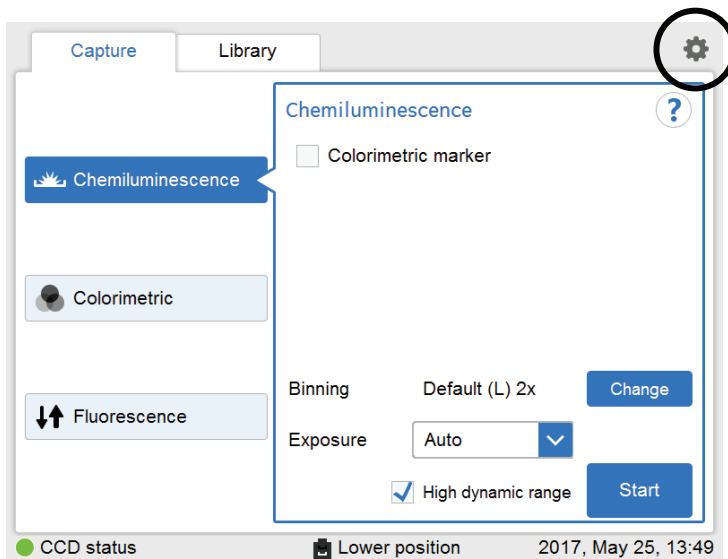 Capture
Library
Chemiluminescence
?
Colorimetric marker
Chemiluminescence
Colorimetric
Fluorescence
Binning
Default (L) 2x
Change
Exposure
Auto
High dynamic range
Start
CCD status
Lower position
2017, May 25, 13:49